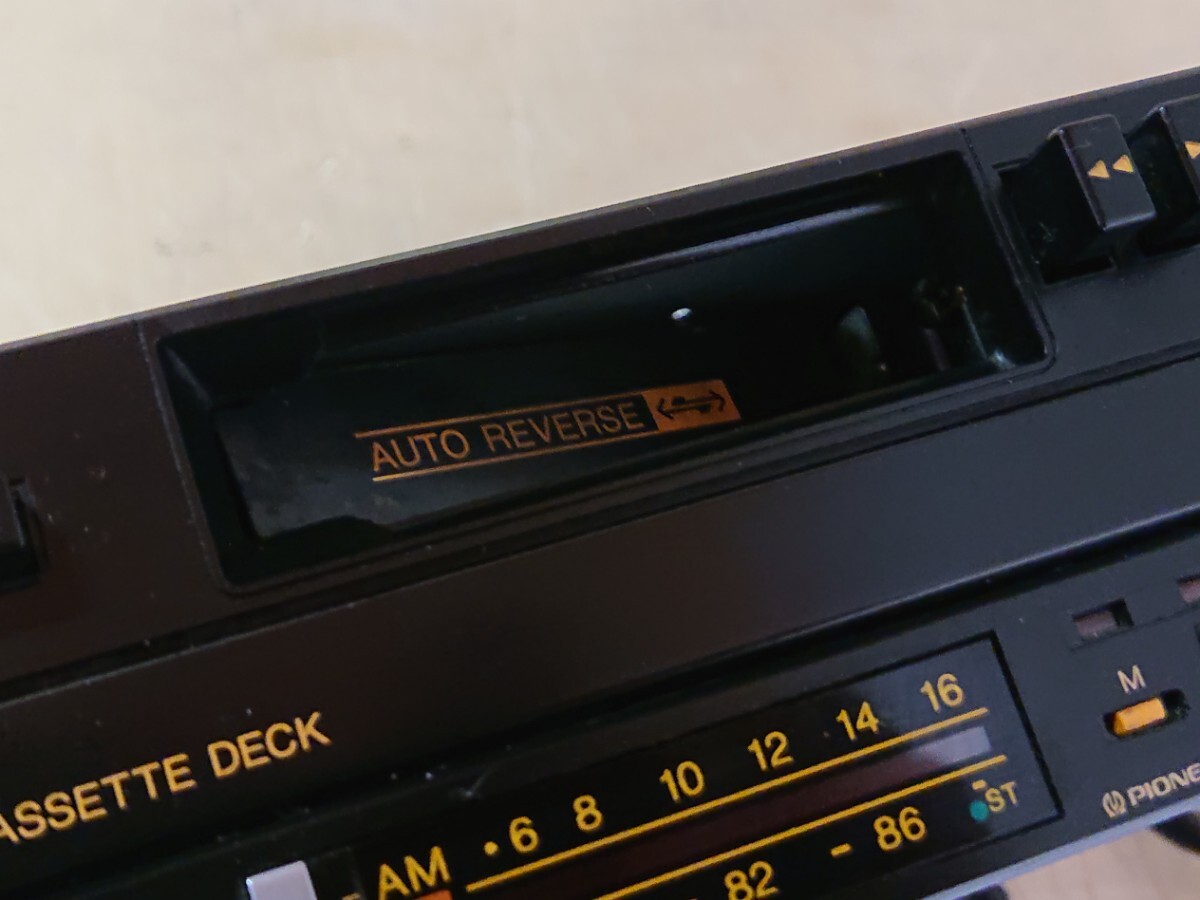 AUTO REVERSE
ASSETTE DECK
M
AM ·6 8 10 12 14 16
82 - 86 ST
PIONE